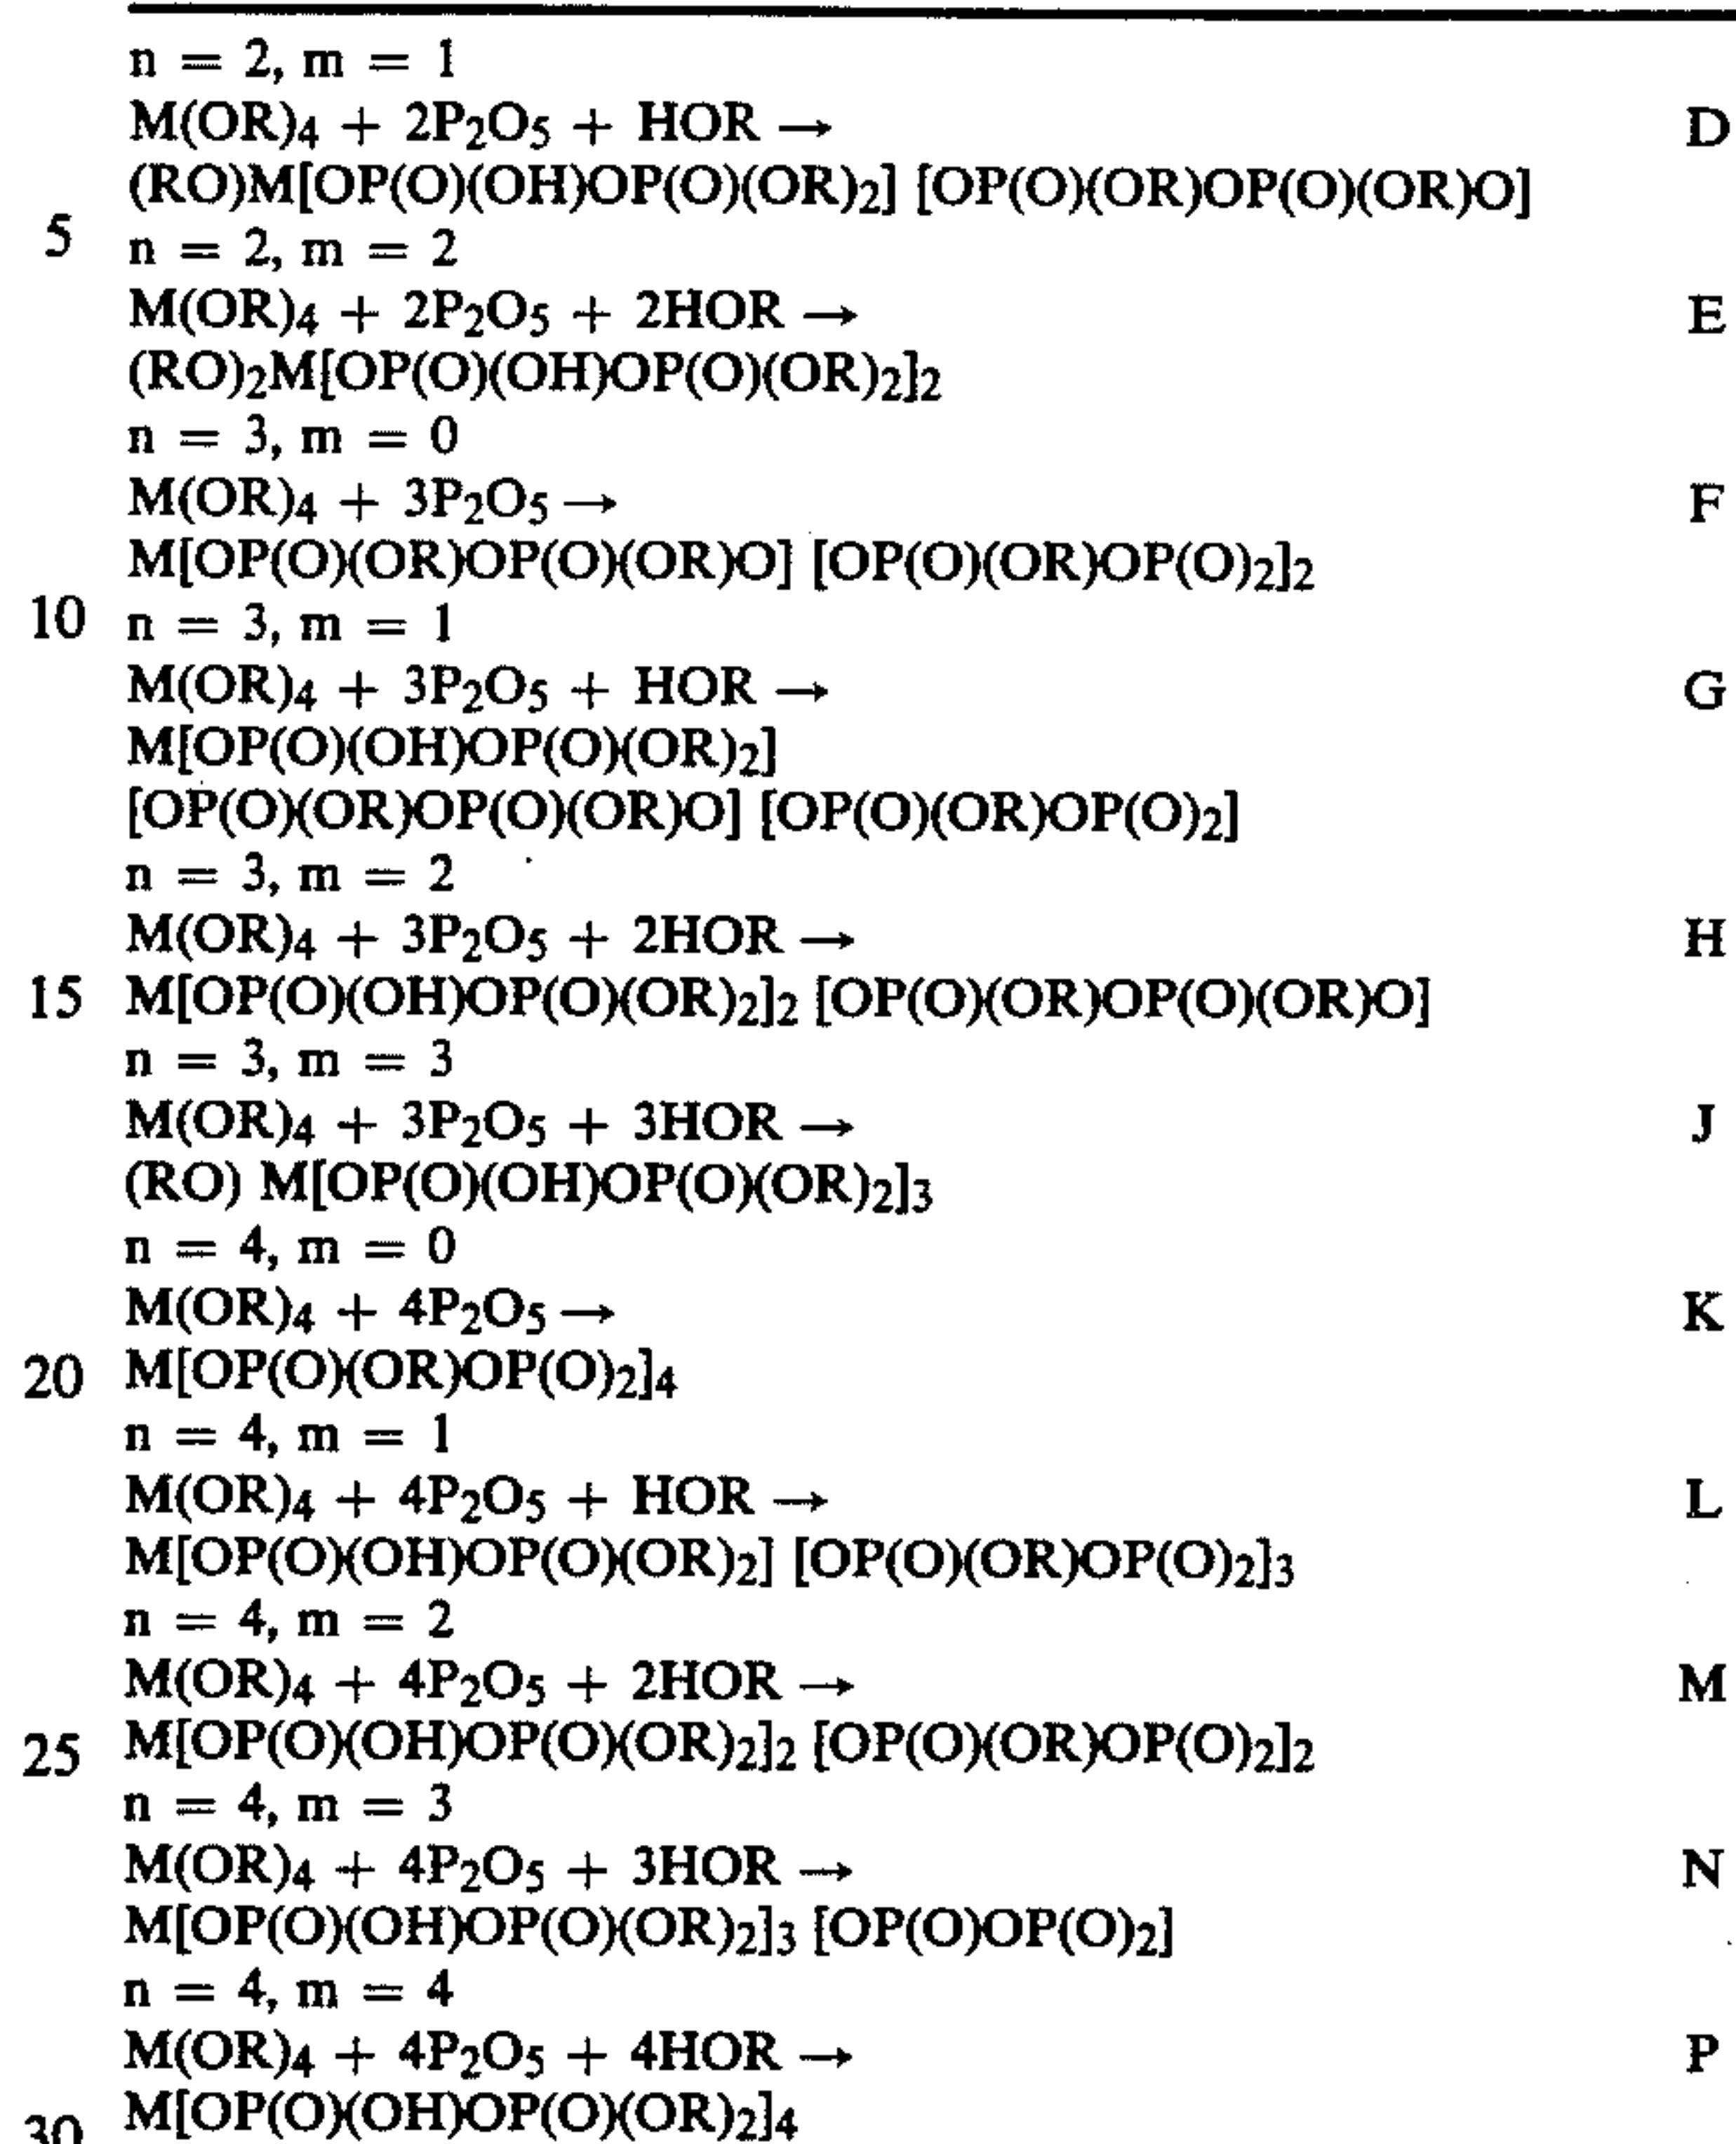 n = 2, m = 1
M(OR)₄ + 2P₂O₅ + HOR → D
(RO)M[OP(O)(OH)OP(O)(OR)₂] [OP(O)(OR)OP(O)(OR)O]
5 n = 2, m = 2
M(OR)₄ + 2P₂O₅ + 2HOR → E
(RO)₂M[OP(O)(OH)OP(O)(OR)₂]₂
n = 3, m = 0
M(OR)₄ + 3P₂O₅ → F
M[OP(O)(OR)OP(O)(OR)O] [OP(O)(OR)OP(O)₂]₂
10 n = 3, m = 1
M(OR)₄ + 3P₂O₅ + HOR → G
M[OP(O)(OH)OP(O)(OR)₂]
[OP(O)(OR)OP(O)(OR)O] [OP(O)(OR)OP(O)₂]
n = 3, m = 2
M(OR)₄ + 3P₂O₅ + 2HOR → H
15 M[OP(O)(OH)OP(O)(OR)₂]₂ [OP(O)(OR)OP(O)(OR)O]
n = 3, m = 3
M(OR)₄ + 3P₂O₅ + 3HOR → J
(RO) M[OP(O)(OH)OP(O)(OR)₂]₃
n = 4, m = 0
M(OR)₄ + 4P₂O₅ → K
20 M[OP(O)(OR)OP(O)₂]₄
n = 4, m = 1
M(OR)₄ + 4P₂O₅ + HOR → L
M[OP(O)(OH)OP(O)(OR)₂] [OP(O)(OR)OP(O)₂]₃
n = 4, m = 2
M(OR)₄ + 4P₂O₅ + 2HOR → M
25 M[OP(O)(OH)OP(O)(OR)₂]₂ [OP(O)(OR)OP(O)₂]₂
n = 4, m = 3
M(OR)₄ + 4P₂O₅ + 3HOR → N
M[OP(O)(OH)OP(O)(OR)₂]₃ [OP(O)OP(O)₂]
n = 4, m = 4
M(OR)₄ + 4P₂O₅ + 4HOR → P
30 M[OP(O)(OH)OP(O)(OR)₂]₄